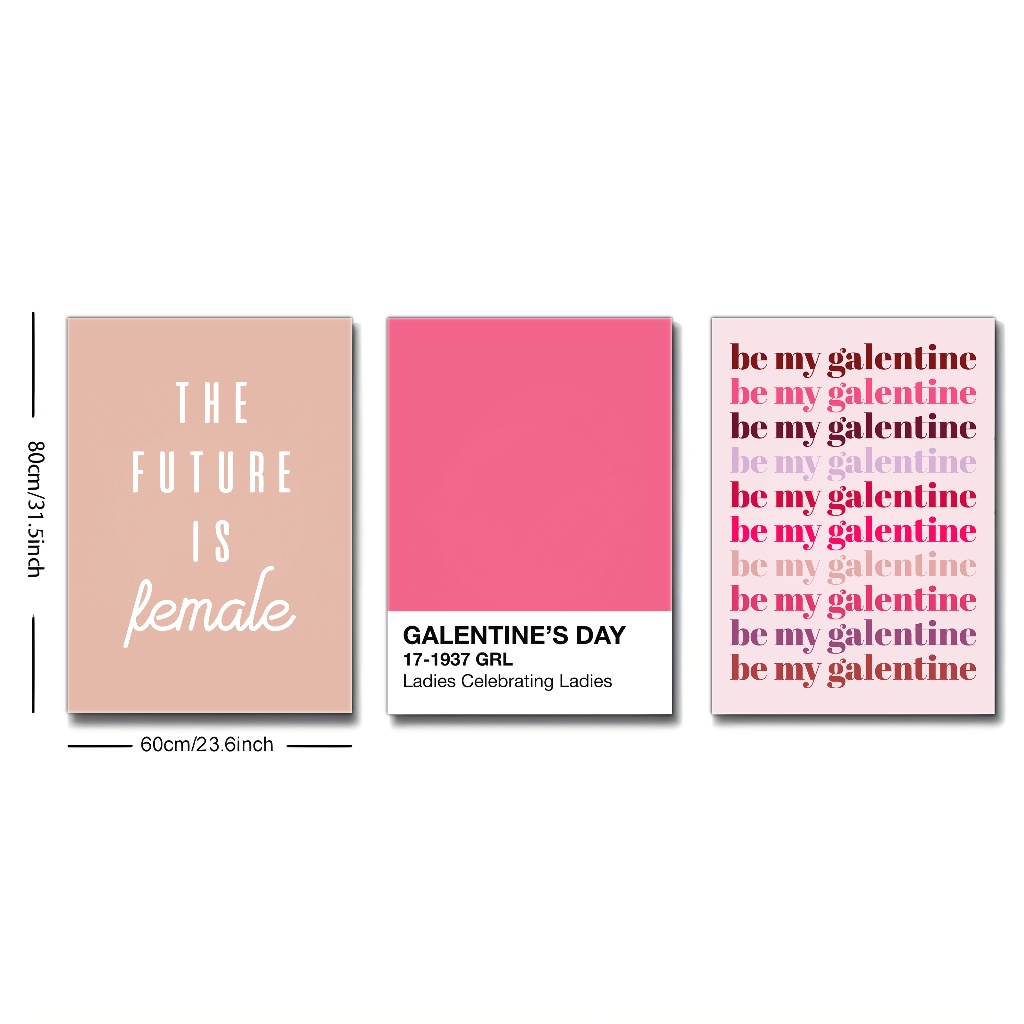 80cm/31.5inch
THE
FUTURE
IS
female
60cm/23.6inch
GALENTINE'S DAY
17-1937 GRL
Ladies Celebrating Ladies
be my galentine
be my galentine
be my galentine
be my galentine
be my galentine
be my galentine
be my galentine
be my galentine
be my galentine
be my galentine